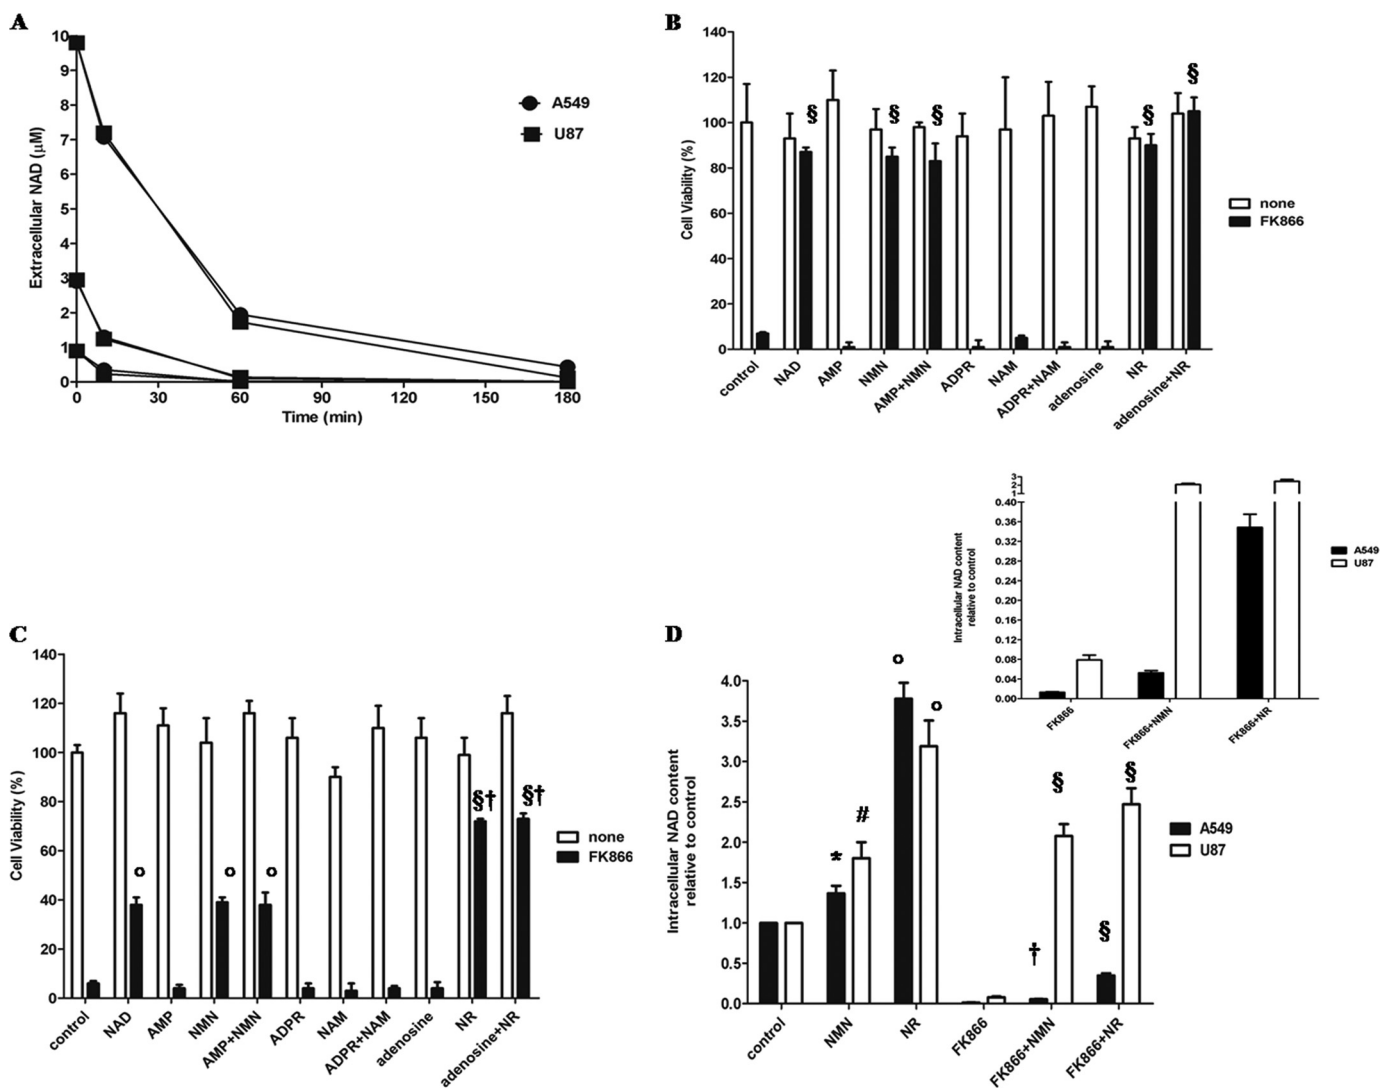 A
10
9
8
7
6
5
4
3
2
1
0
Extracellular NAD (µM)
0 30 60 90 120 150 180
Time (min)
A549
U87
B
140
120
100
80
60
40
20
0
Cell Viability (%)
§ § § § §
control NAD AMP NMN AMP+NMN ADPR NAM ADPR+NAM adenosine NR adenosine+NR
none
FK866
C
140
120
100
80
60
40
20
0
Cell Viability (%)
o o o §† §†
control NAD AMP NMN AMP+NMN ADPR NAM ADPR+NAM adenosine NR adenosine+NR
none
FK866
D
3
2
1
0.40
0.36
0.32
0.28
0.24
0.20
0.16
0.12
0.08
0.04
0.00
Intracellular NAD content
relative to control
FK866 FK866+NMN FK866+NR
A549
U87
4.0
3.5
3.0
2.5
2.0
1.5
1.0
0.5
0.0
Intracellular NAD content
relative to control
* # o o † § § §
control NMN NR FK866 FK866+NMN FK866+NR
A549
U87